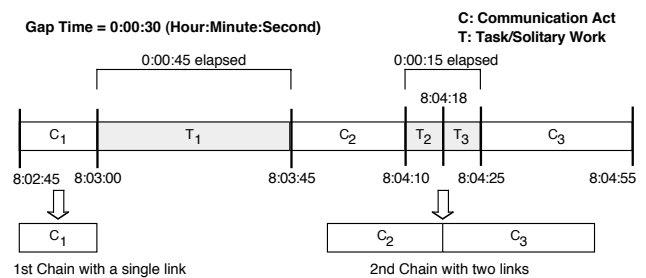 Gap Time = 0:00:30 (Hour:Minute:Second)
C: Communication Act
T: Task/Solitary Work
0:00:45 elapsed
0:00:15 elapsed
8:04:18
C1
T1
C2
T2
T3
C3
8:02:45
8:03:00
8:03:45
8:04:10
8:04:25
8:04:55
C1
C2
C3
1st Chain with a single link
2nd Chain with two links